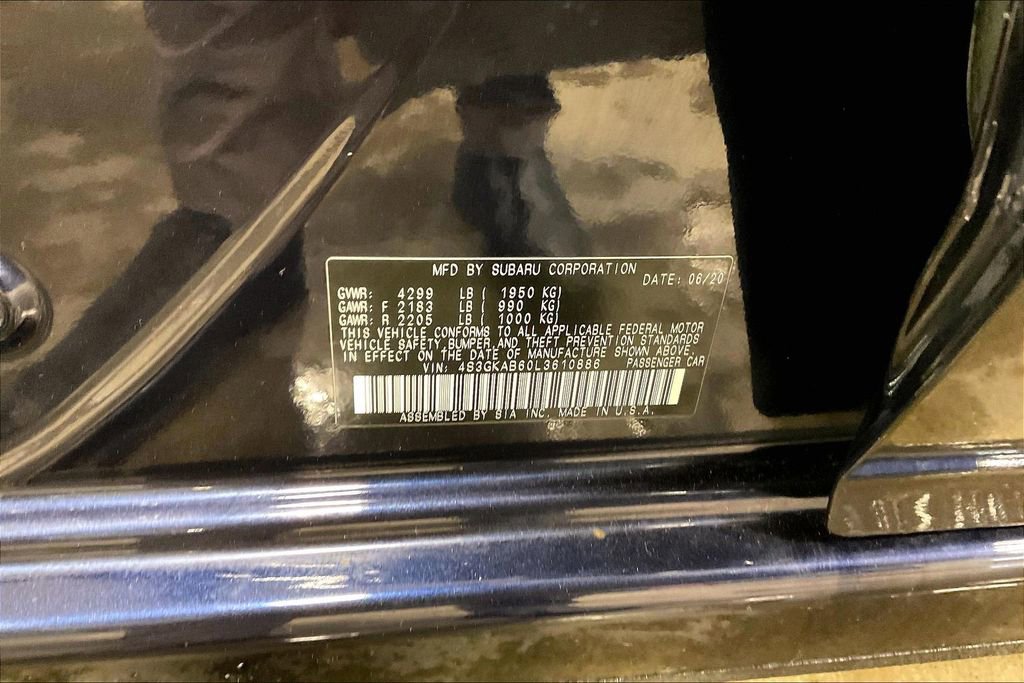 MFD BY SUBARU CORPORATION
DATE: 06/20
GVWR: 4299 LB ( 1950 KG)
GAWR: F 2183 LB ( 990 KG)
GAWR: R 2205 LB ( 1000 KG)
THIS VEHICLE CONFORMS TO ALL APPLICABLE FEDERAL MOTOR
VEHICLE SAFETY, BUMPER, AND THEFT PREVENTION STANDARDS
IN EFFECT ON THE DATE OF MANUFACTURE SHOWN ABOVE.
VIN: 4S3GKAB60L3610886 PASSENGER CAR
ASSEMBLED BY SIA INC. MADE IN U.S.A.